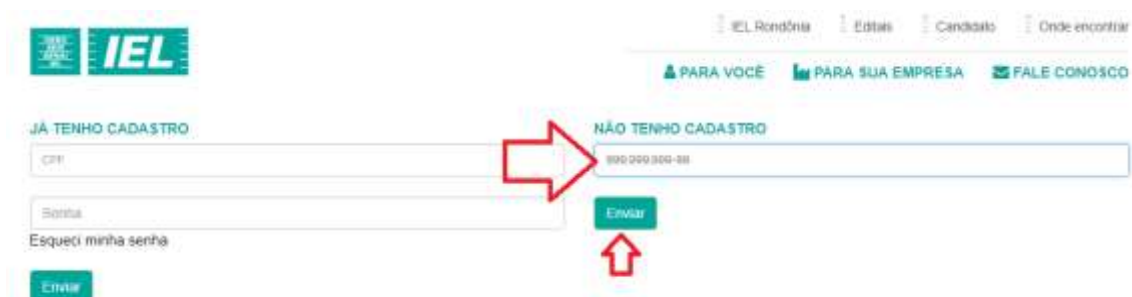 IEL
IEL Rondônia Editais Candidato Onde encontrar
PARA VOCÊ PARA SUA EMPRESA FALE CONOSCO
JÁ TENHO CADASTRO
CPF
Senha
Esqueci minha senha
Enviar
NÃO TENHO CADASTRO
999.999.999-99
Enviar